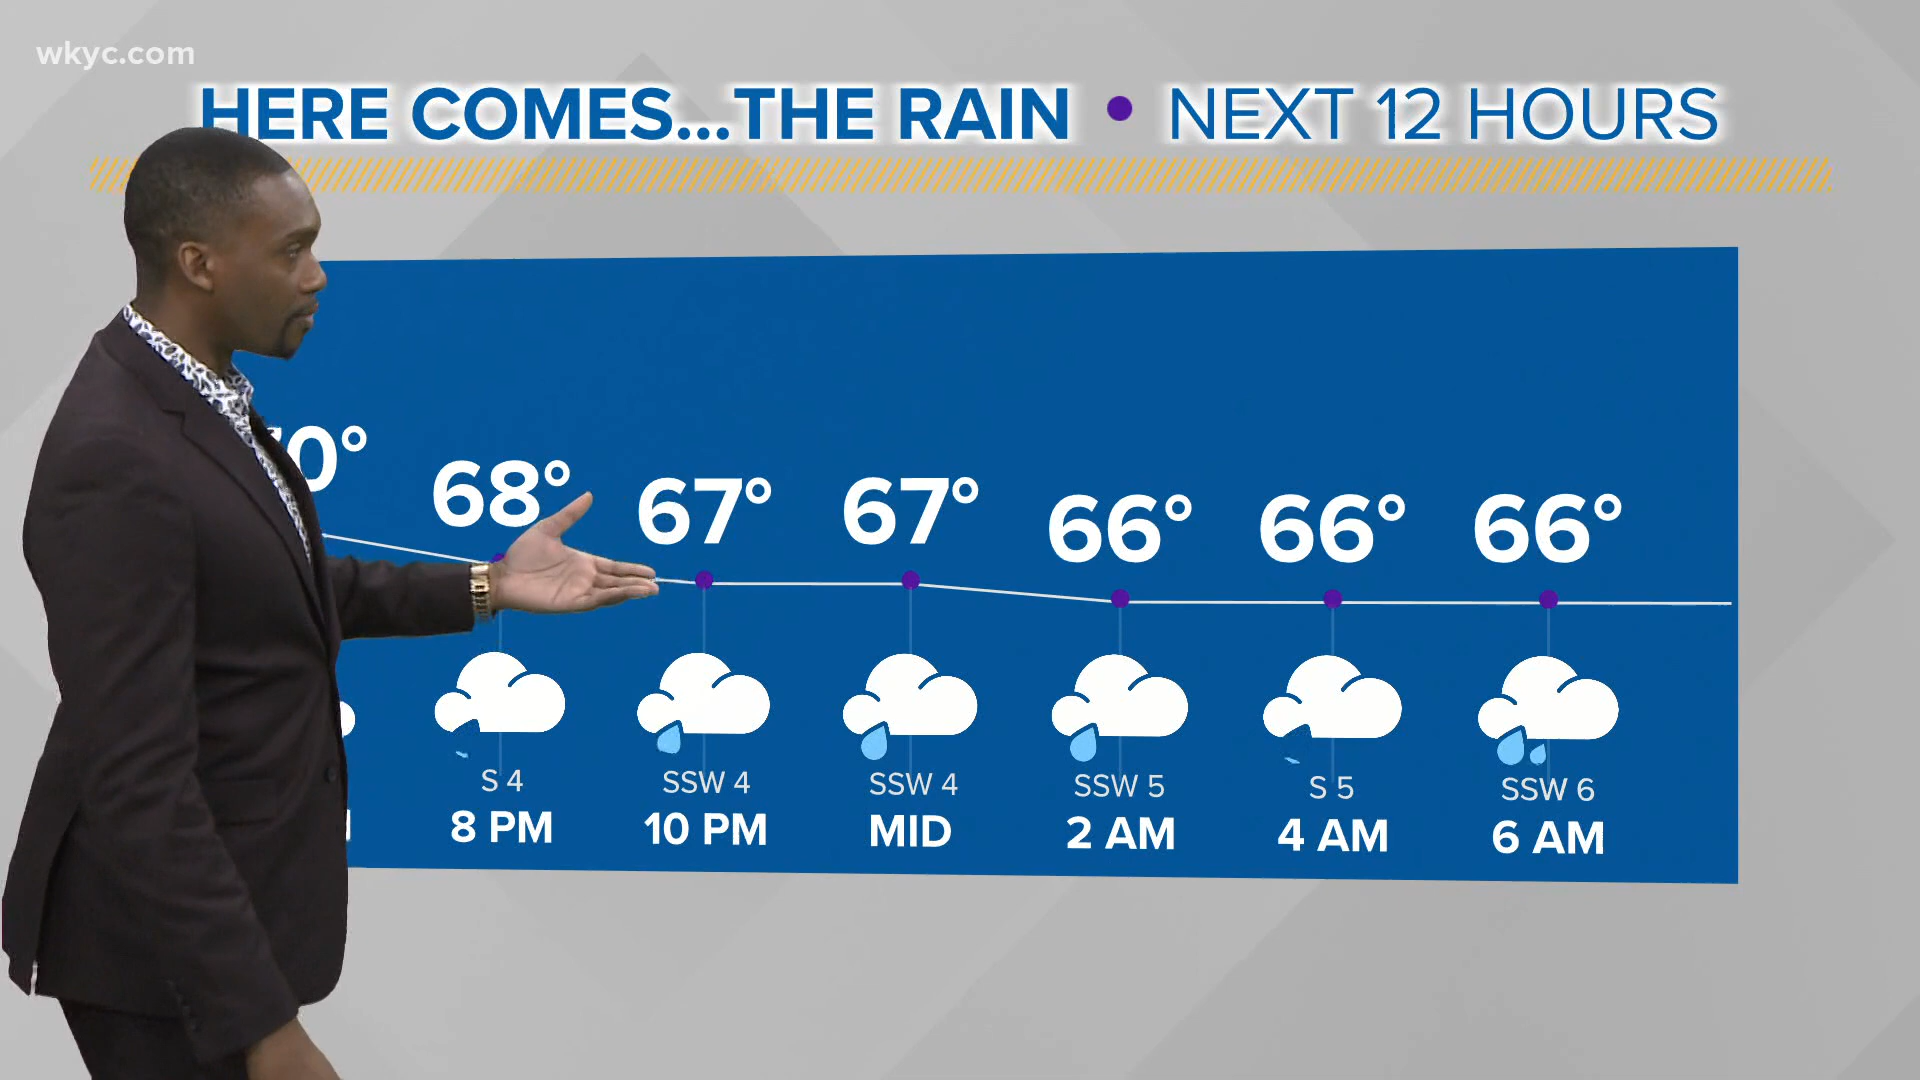 wkyc.com
HERE COMES...THE RAIN • NEXT 12 HOURS
0° 68° 67° 67° 66° 66° 66°
S 4 SSW 4 SSW 4 SSW 5 S 5 SSW 6
8 PM 10 PM MID 2 AM 4 AM 6 AM